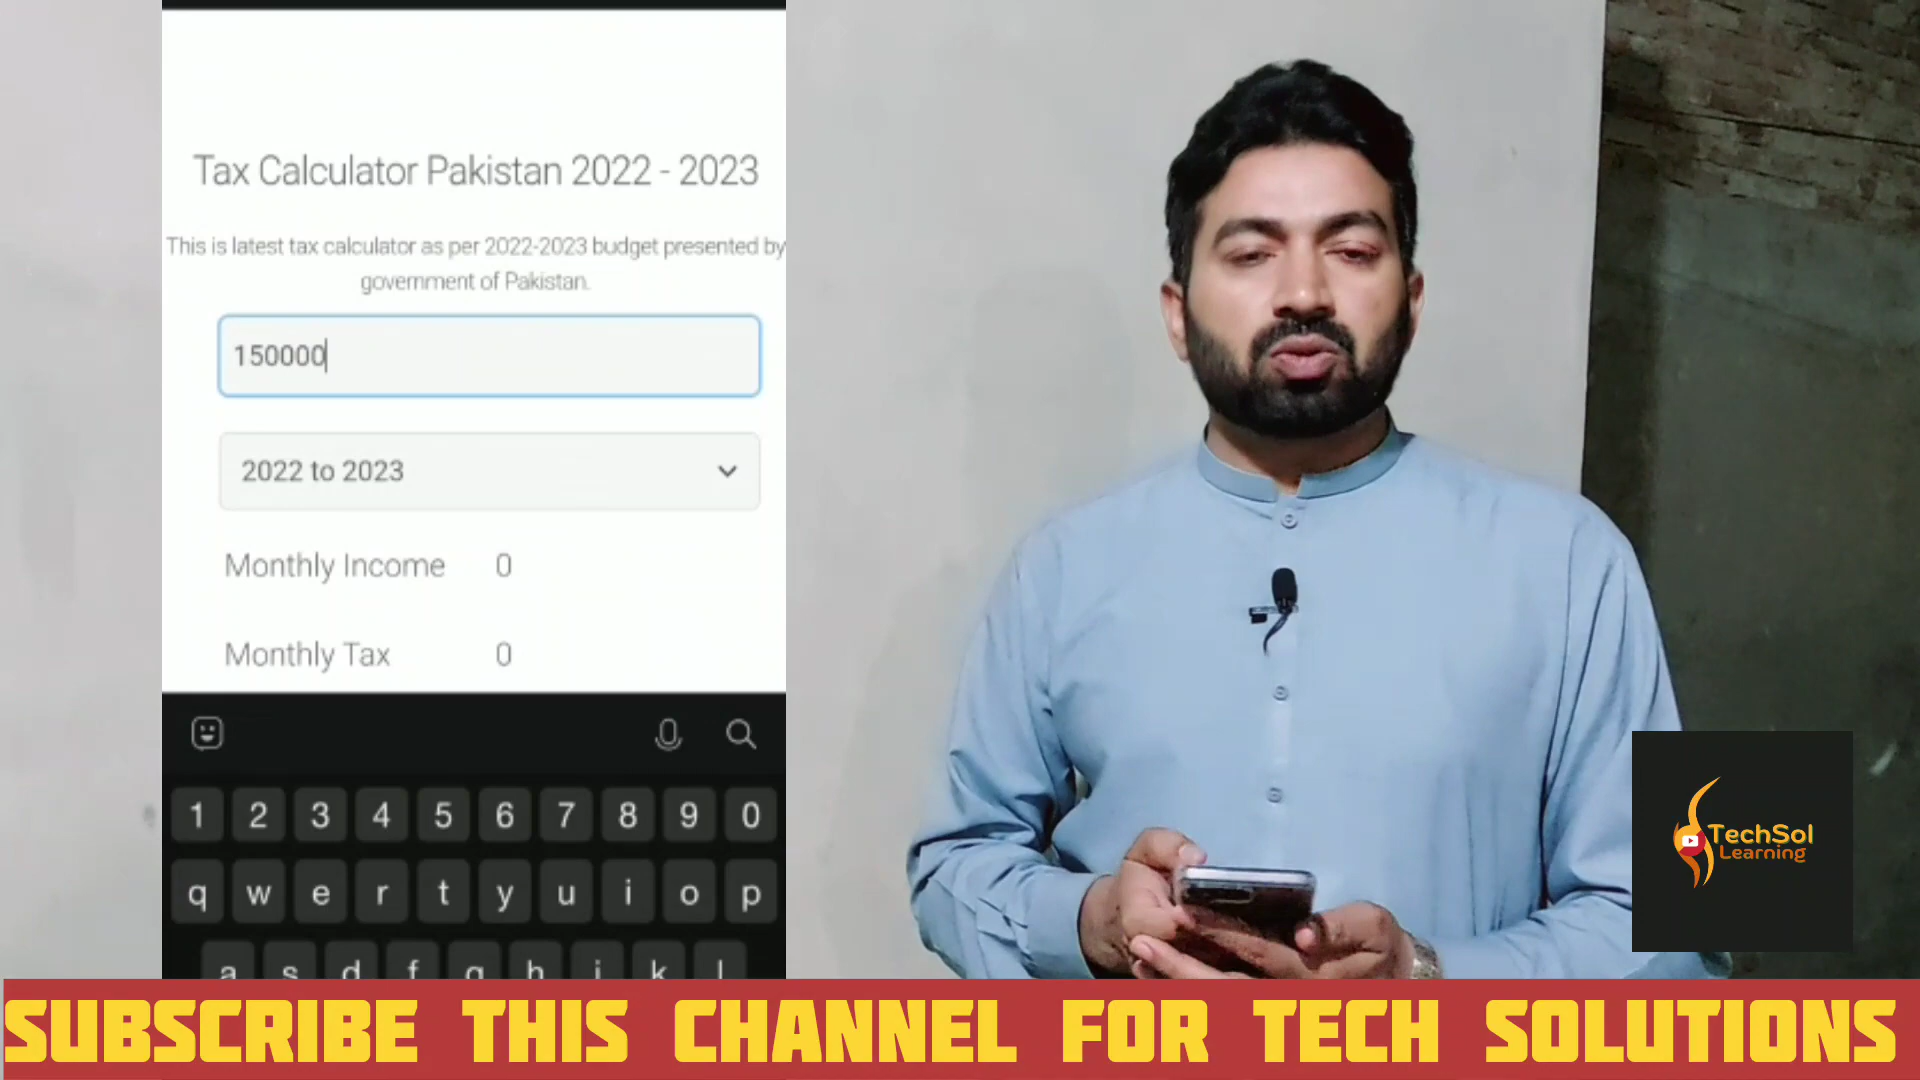 Tax Calculator Pakistan 2022 - 2023
This is latest tax calculator as per 2022-2023 budget presented by
government of Pakistan.
150000
2022 to 2023
Monthly Income 0
Monthly Tax 0
1 2 3 4 5 6 7 8 9 0
q w e r t y u i o p
a s d f g h j k l
TechSol
Learning
SUBSCRIBE THIS CHANNEL FOR TECH SOLUTIONS